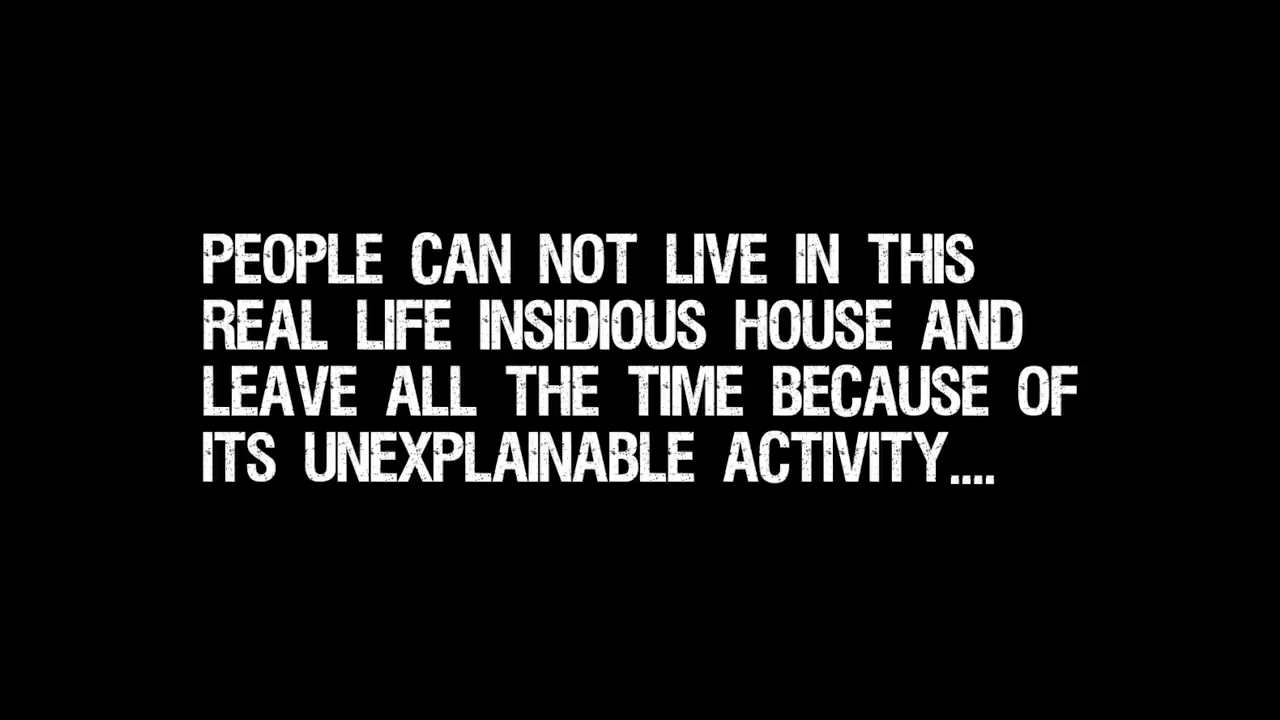 PEOPLE CAN NOT LIVE IN THIS
REAL LIFE INSIDIOUS HOUSE AND
LEAVE ALL THE TIME BECAUSE OF
ITS UNEXPLAINABLE ACTIVITY....